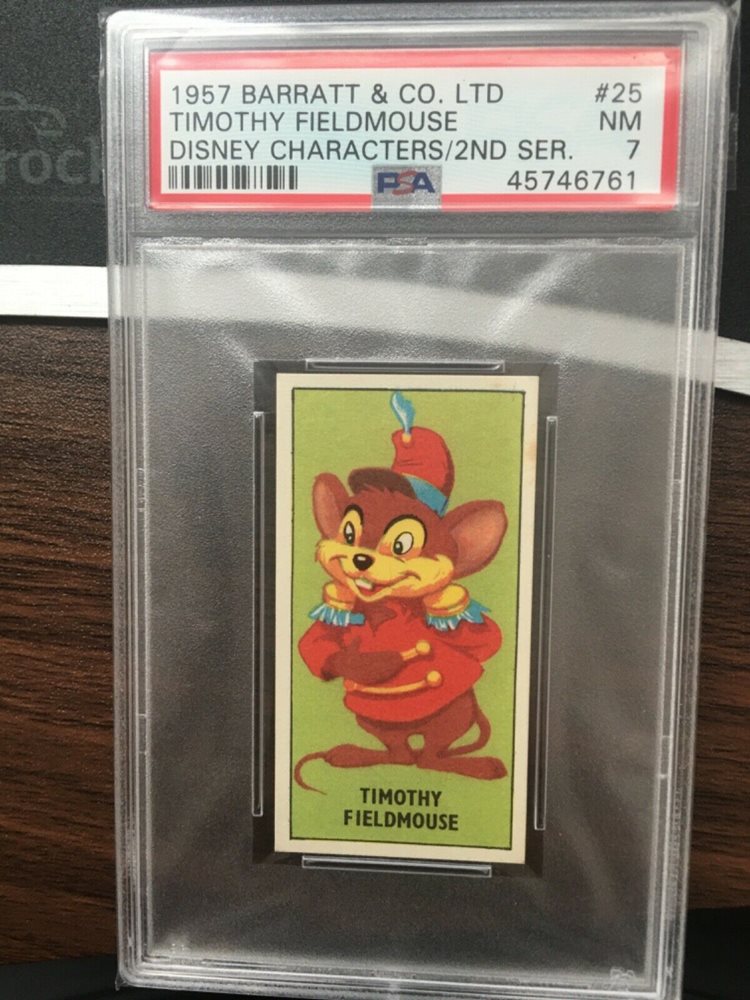 1957 BARRATT & CO. LTD #25
TIMOTHY FIELDMOUSE NM
DISNEY CHARACTERS/2ND SER. 7
PSA 45746761
TIMOTHY
FIELDMOUSE